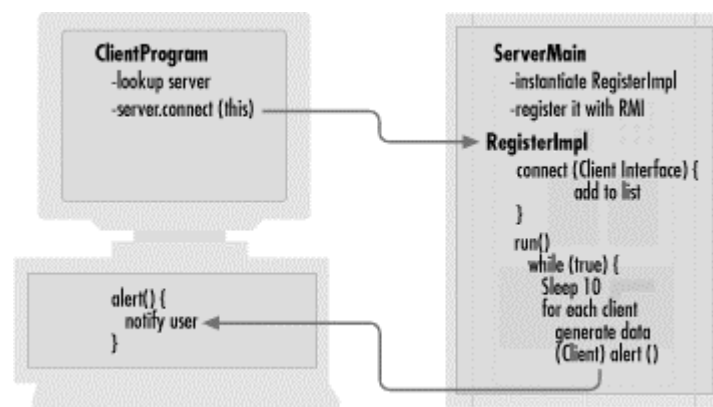 ClientProgram
-lookup server
-server.connect (this)
alert() {
notify user
}
ServerMain
-instantiate RegisterImpl
-register it with RMI
RegisterImpl
connect (Client Interface) {
add to list
}
run()
while (true) {
Sleep 10
for each client
generate data
(Client) alert ()